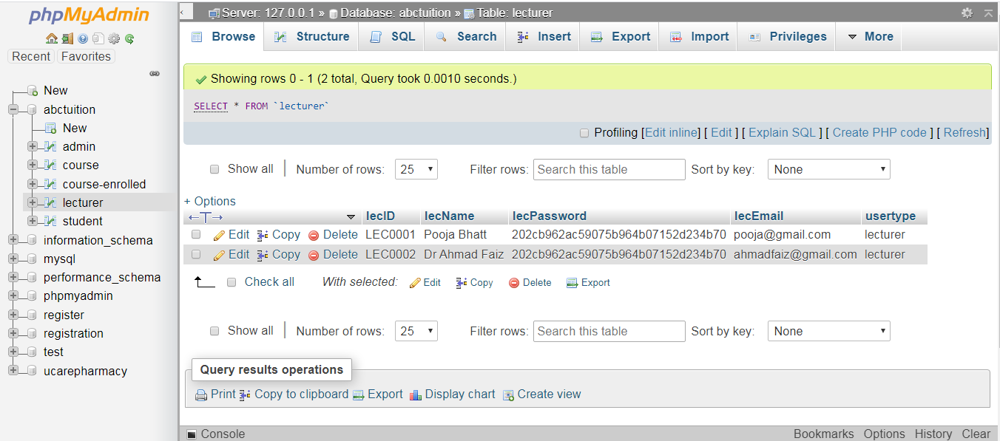 phpMyAdmin
Recent Favorites
New
abctuition
New
admin
course
course-enrolled
lecturer
student
information_schema
mysql
performance_schema
phpmyadmin
register
registration
test
ucarepharmacy
Server: 127.0.0.1 » Database: abctuition » Table: lecturer
Browse Structure SQL Search Insert Export Import Privileges More
Showing rows 0 - 1 (2 total, Query took 0.0010 seconds.)
SELECT * FROM `lecturer`
Profiling [Edit inline] [ Edit ] [ Explain SQL ] [ Create PHP code ] [ Refresh]
Show all Number of rows: 25 Filter rows: Search this table Sort by key: None
+ Options
←T→ lecID lecName lecPassword lecEmail usertype
Edit Copy Delete LEC0001 Pooja Bhatt 202cb962ac59075b964b07152d234b70 pooja@gmail.com lecturer
Edit Copy Delete LEC0002 Dr Ahmad Faiz 202cb962ac59075b964b07152d234b70 ahmadfaiz@gmail.com lecturer
Check all With selected: Edit Copy Delete Export
Show all Number of rows: 25 Filter rows: Search this table Sort by key: None
Query results operations
Print Copy to clipboard Export Display chart Create view
Console Bookmarks Options History Clear